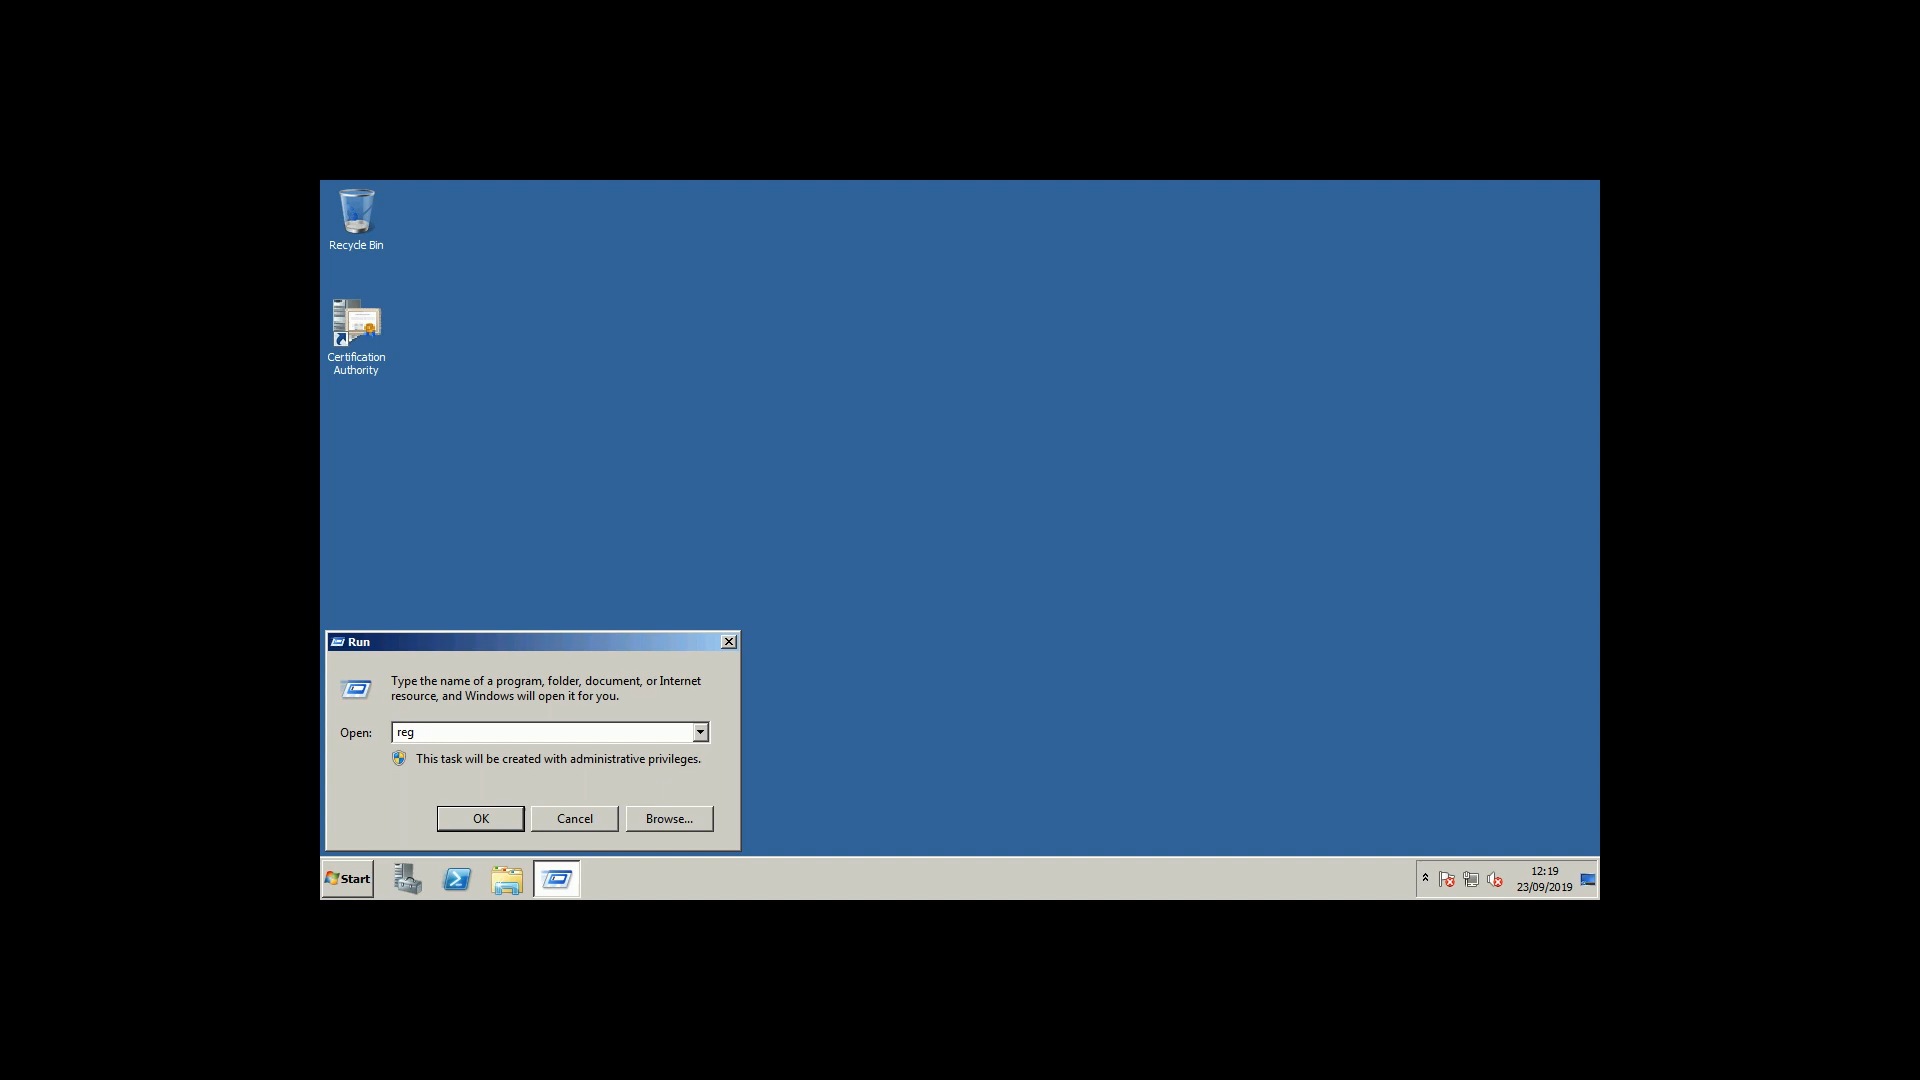 Recycle Bin
Certification
Authority
Run
Type the name of a program, folder, document, or Internet
resource, and Windows will open it for you.
Open:
reg
This task will be created with administrative privileges.
OK
Cancel
Browse...
Start
12:19
23/09/2019